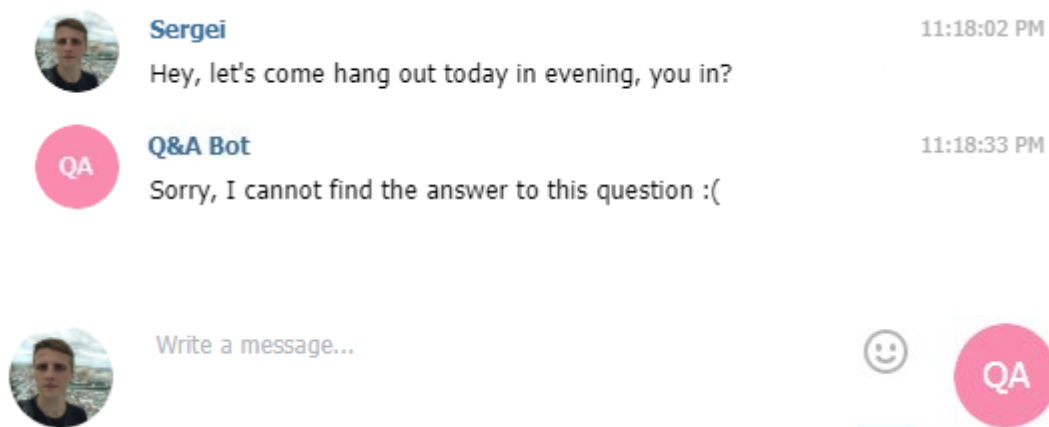 Sergei 11:18:02 PM
Hey, let's come hang out today in evening, you in?
QA Q&A Bot 11:18:33 PM
Sorry, I cannot find the answer to this question :(
Write a message...
QA